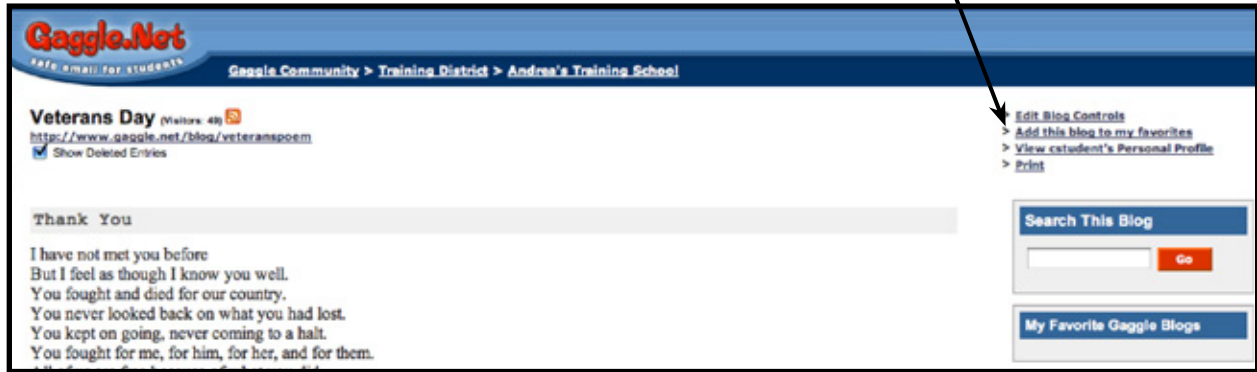 Gaggle.Net
safe email for students
Gaggle Community > Training District > Andrea's Training School
Veterans Day (Visitors: 49)
http://www.gaggle.net/blog/veteranspoem
Show Deleted Entries
> Edit Blog Controls
> Add this blog to my favorites
> View cstudent's Personal Profile
> Print
Thank You
I have not met you before
But I feel as though I know you well.
You fought and died for our country.
You never looked back on what you had lost.
You kept on going, never coming to a halt.
You fought for me, for him, for her, and for them.
Search This Blog
Go
My Favorite Gaggle Blogs